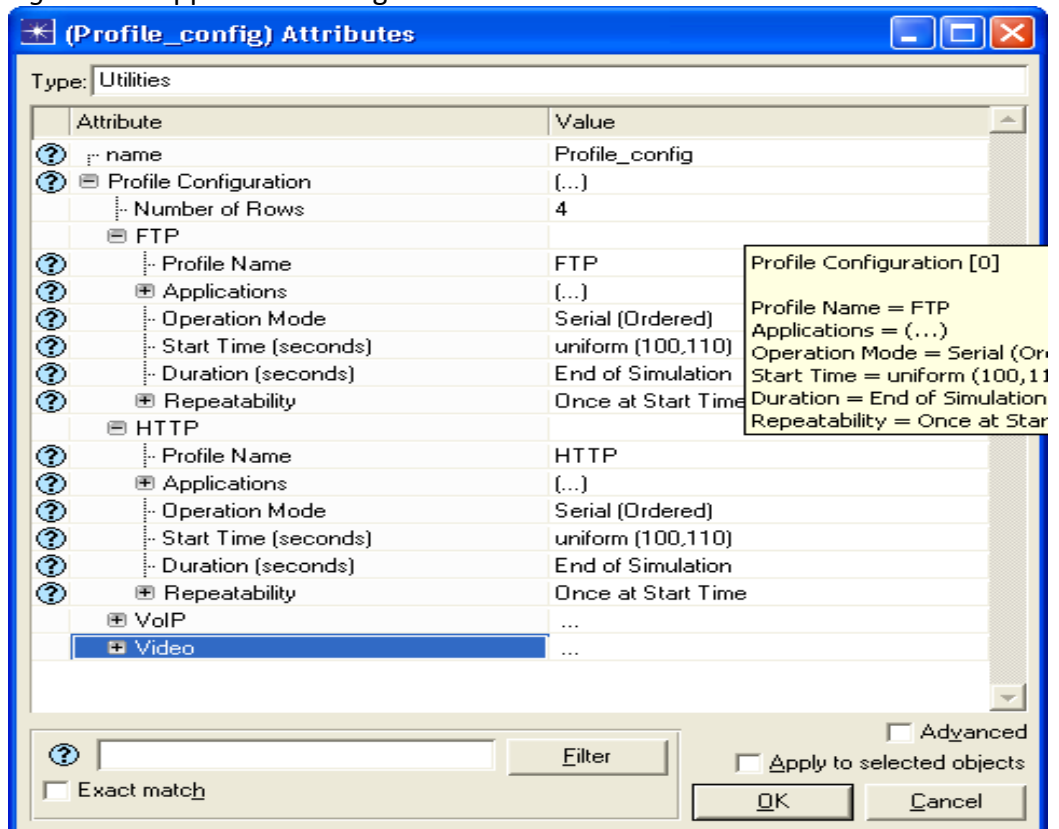 (Profile_config) Attributes
Type: Utilities
Attribute Value
name Profile_config
Profile Configuration (...)
Number of Rows 4
FTP
Profile Name FTP
Applications (...)
Operation Mode Serial (Ordered)
Start Time (seconds) uniform (100,110)
Duration (seconds) End of Simulation
Repeatability Once at Start Time
HTTP
Profile Name HTTP
Applications (...)
Operation Mode Serial (Ordered)
Start Time (seconds) uniform (100,110)
Duration (seconds) End of Simulation
Repeatability Once at Start Time
VoIP ...
Video ...
Profile Configuration [0]
Profile Name = FTP
Applications = (...)
Operation Mode = Serial (Or
Start Time = uniform (100,11
Duration = End of Simulation
Repeatability = Once at Star
Advanced
Filter
Apply to selected objects
Exact match
OK
Cancel